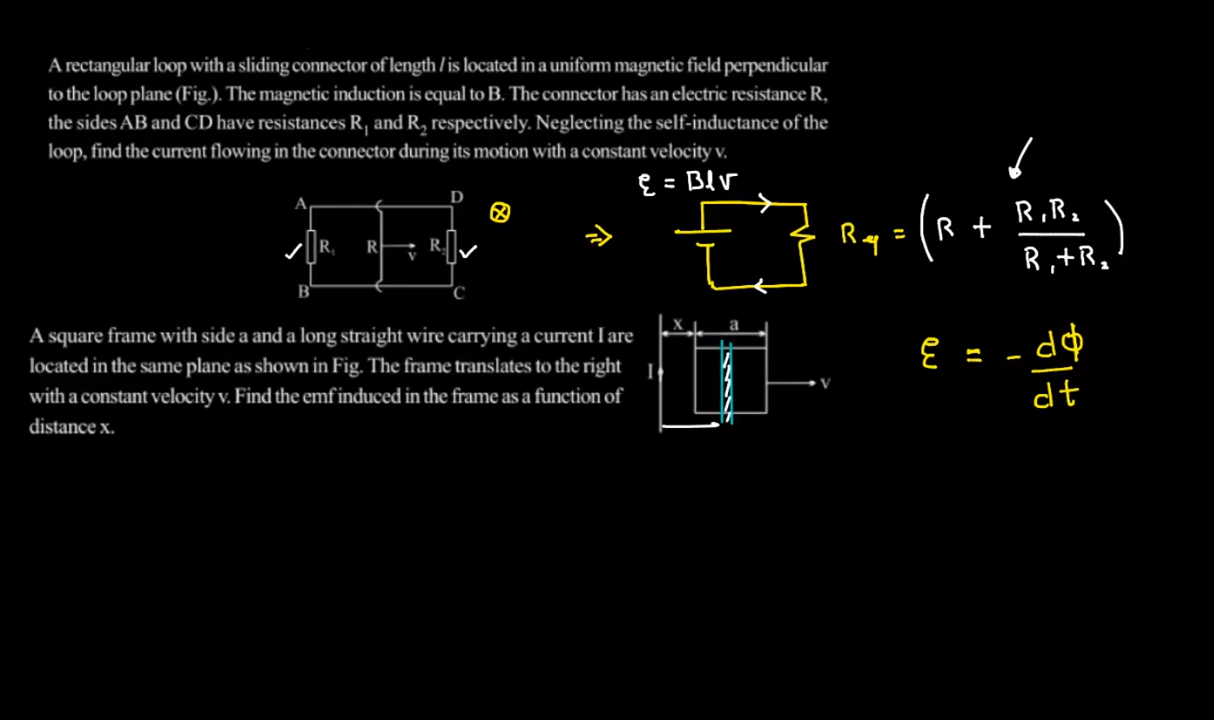 A rectangular loop with a sliding connector of length l is located in a uniform magnetic field perpendicular
to the loop plane (Fig.). The magnetic induction is equal to B. The connector has an electric resistance R,
the sides AB and CD have resistances R₁ and R₂ respectively. Neglecting the self-inductance of the
loop, find the current flowing in the connector during its motion with a constant velocity v.
ε = Blv
A D
R₁ R v R₂
B C
⇒
R_eq = (R + R₁R₂ / R₁+R₂)
A square frame with side a and a long straight wire carrying a current I are
located in the same plane as shown in Fig. The frame translates to the right
with a constant velocity v. Find the emf induced in the frame as a function of
distance x.
x a
I v
ε = - dϕ / dt